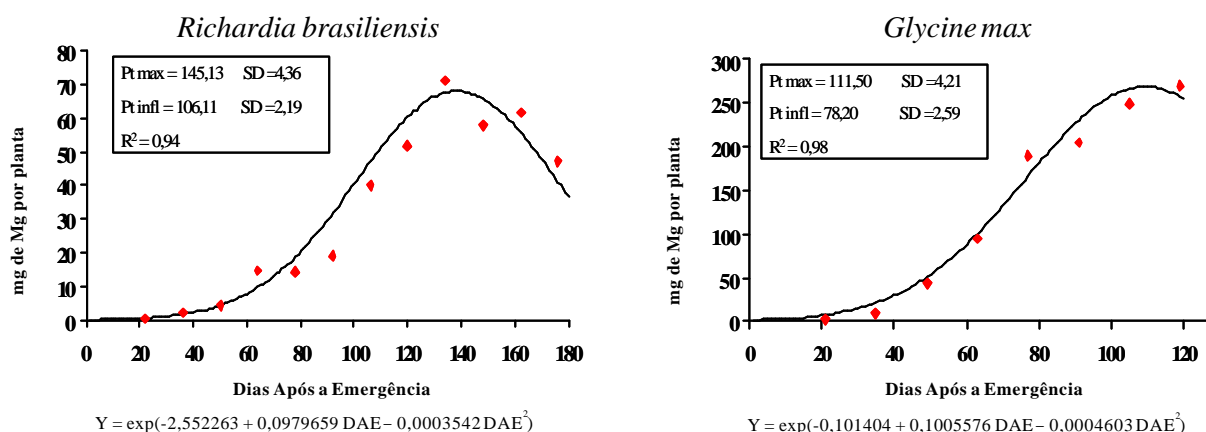 Richardia brasiliensis
80
70
60
50
40
30
20
10
0
mg de Mg por planta
Pt max = 145,13 SD =4,36
Pt infl = 106,11 SD = 2,19
R² = 0,94
0 20 40 60 80 100 120 140 160 180
Dias Após a Emergência
Y = exp(-2,552263 + 0,0979659 DAE – 0,0003542 DAE²)
Glycine max
300
250
200
150
100
50
0
mg de Mg por planta
Pt max = 111,50 SD =4,21
Pt infl = 78,20 SD =2,59
R² = 0,98
0 20 40 60 80 100 120
Dias Após a Emergência
Y = exp(-0,101404 + 0,1005576 DAE – 0,0004603 DAE²)